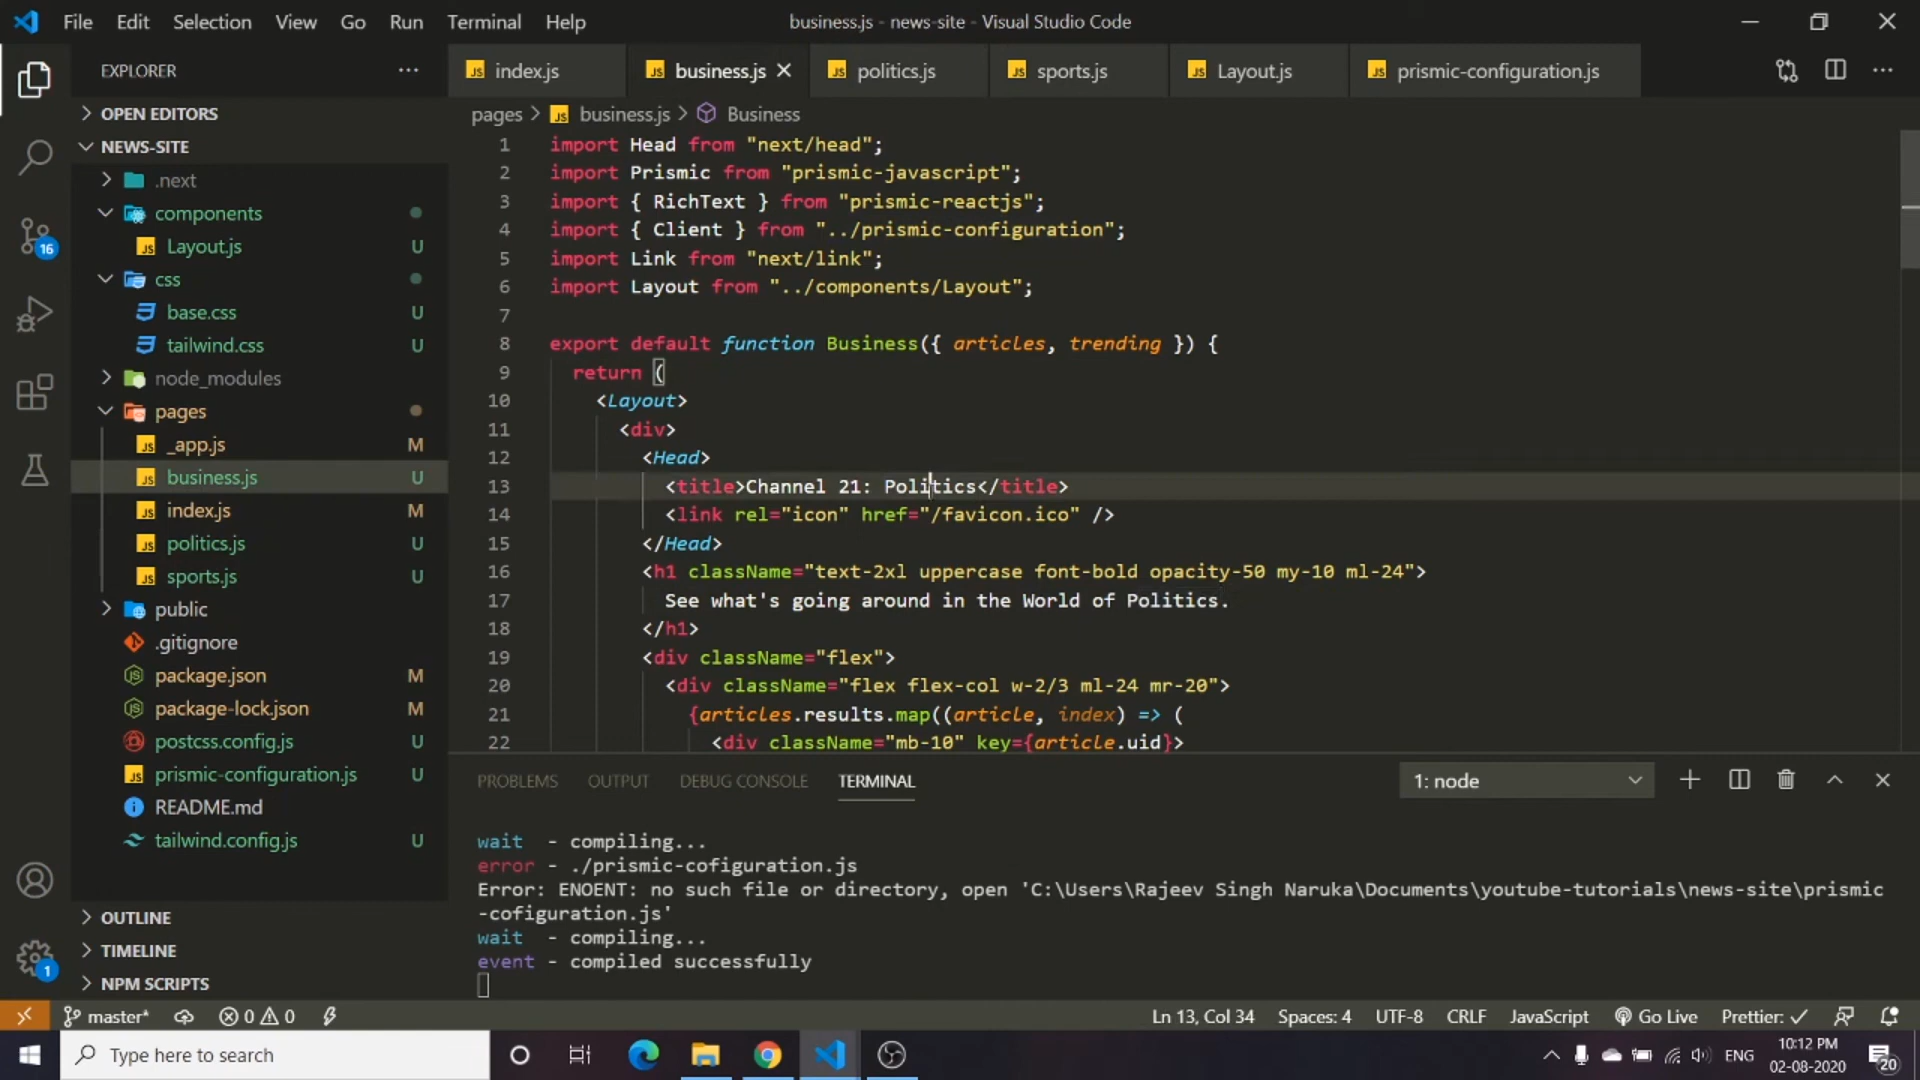 File Edit Selection View Go Run Terminal Help
business.js - news-site - Visual Studio Code
EXPLORER
OPEN EDITORS
NEWS-SITE
.next
components
Layout.js U
css
base.css U
tailwind.css U
node_modules
pages
_app.js M
business.js U
index.js M
politics.js U
sports.js U
public
.gitignore
package.json M
package-lock.json M
postcss.config.js U
prismic-configuration.js U
README.md
tailwind.config.js U
OUTLINE
TIMELINE
NPM SCRIPTS
16
1
JS index.js JS business.js JS politics.js JS sports.js JS Layout.js JS prismic-configuration.js
pages > JS business.js > Business
1 import Head from "next/head";
2 import Prismic from "prismic-javascript";
3 import { RichText } from "prismic-reactjs";
4 import { Client } from "../prismic-configuration";
5 import Link from "next/link";
6 import Layout from "../components/Layout";
7
8 export default function Business({ articles, trending }) {
9 return (
10 <Layout>
11 <div>
12 <Head>
13 <title>Channel 21: Politics</title>
14 <link rel="icon" href="/favicon.ico" />
15 </Head>
16 <h1 className="text-2xl uppercase font-bold opacity-50 my-10 ml-24">
17 See what's going around in the World of Politics.
18 </h1>
19 <div className="flex">
20 <div className="flex flex-col w-2/3 ml-24 mr-20">
21 {articles.results.map((article, index) => (
22 <div className="mb-10" key={article.uid}>
PROBLEMS OUTPUT DEBUG CONSOLE TERMINAL 1: node
wait - compiling...
error - ./prismic-cofiguration.js
Error: ENOENT: no such file or directory, open 'C:\Users\Rajeev Singh Naruka\Documents\youtube-tutorials\news-site\prismic
-cofiguration.js'
wait - compiling...
event - compiled successfully
master* 0 0 Ln 13, Col 34 Spaces: 4 UTF-8 CRLF JavaScript Go Live Prettier: ✓
Type here to search
ENG
10:12 PM
02-08-2020
20